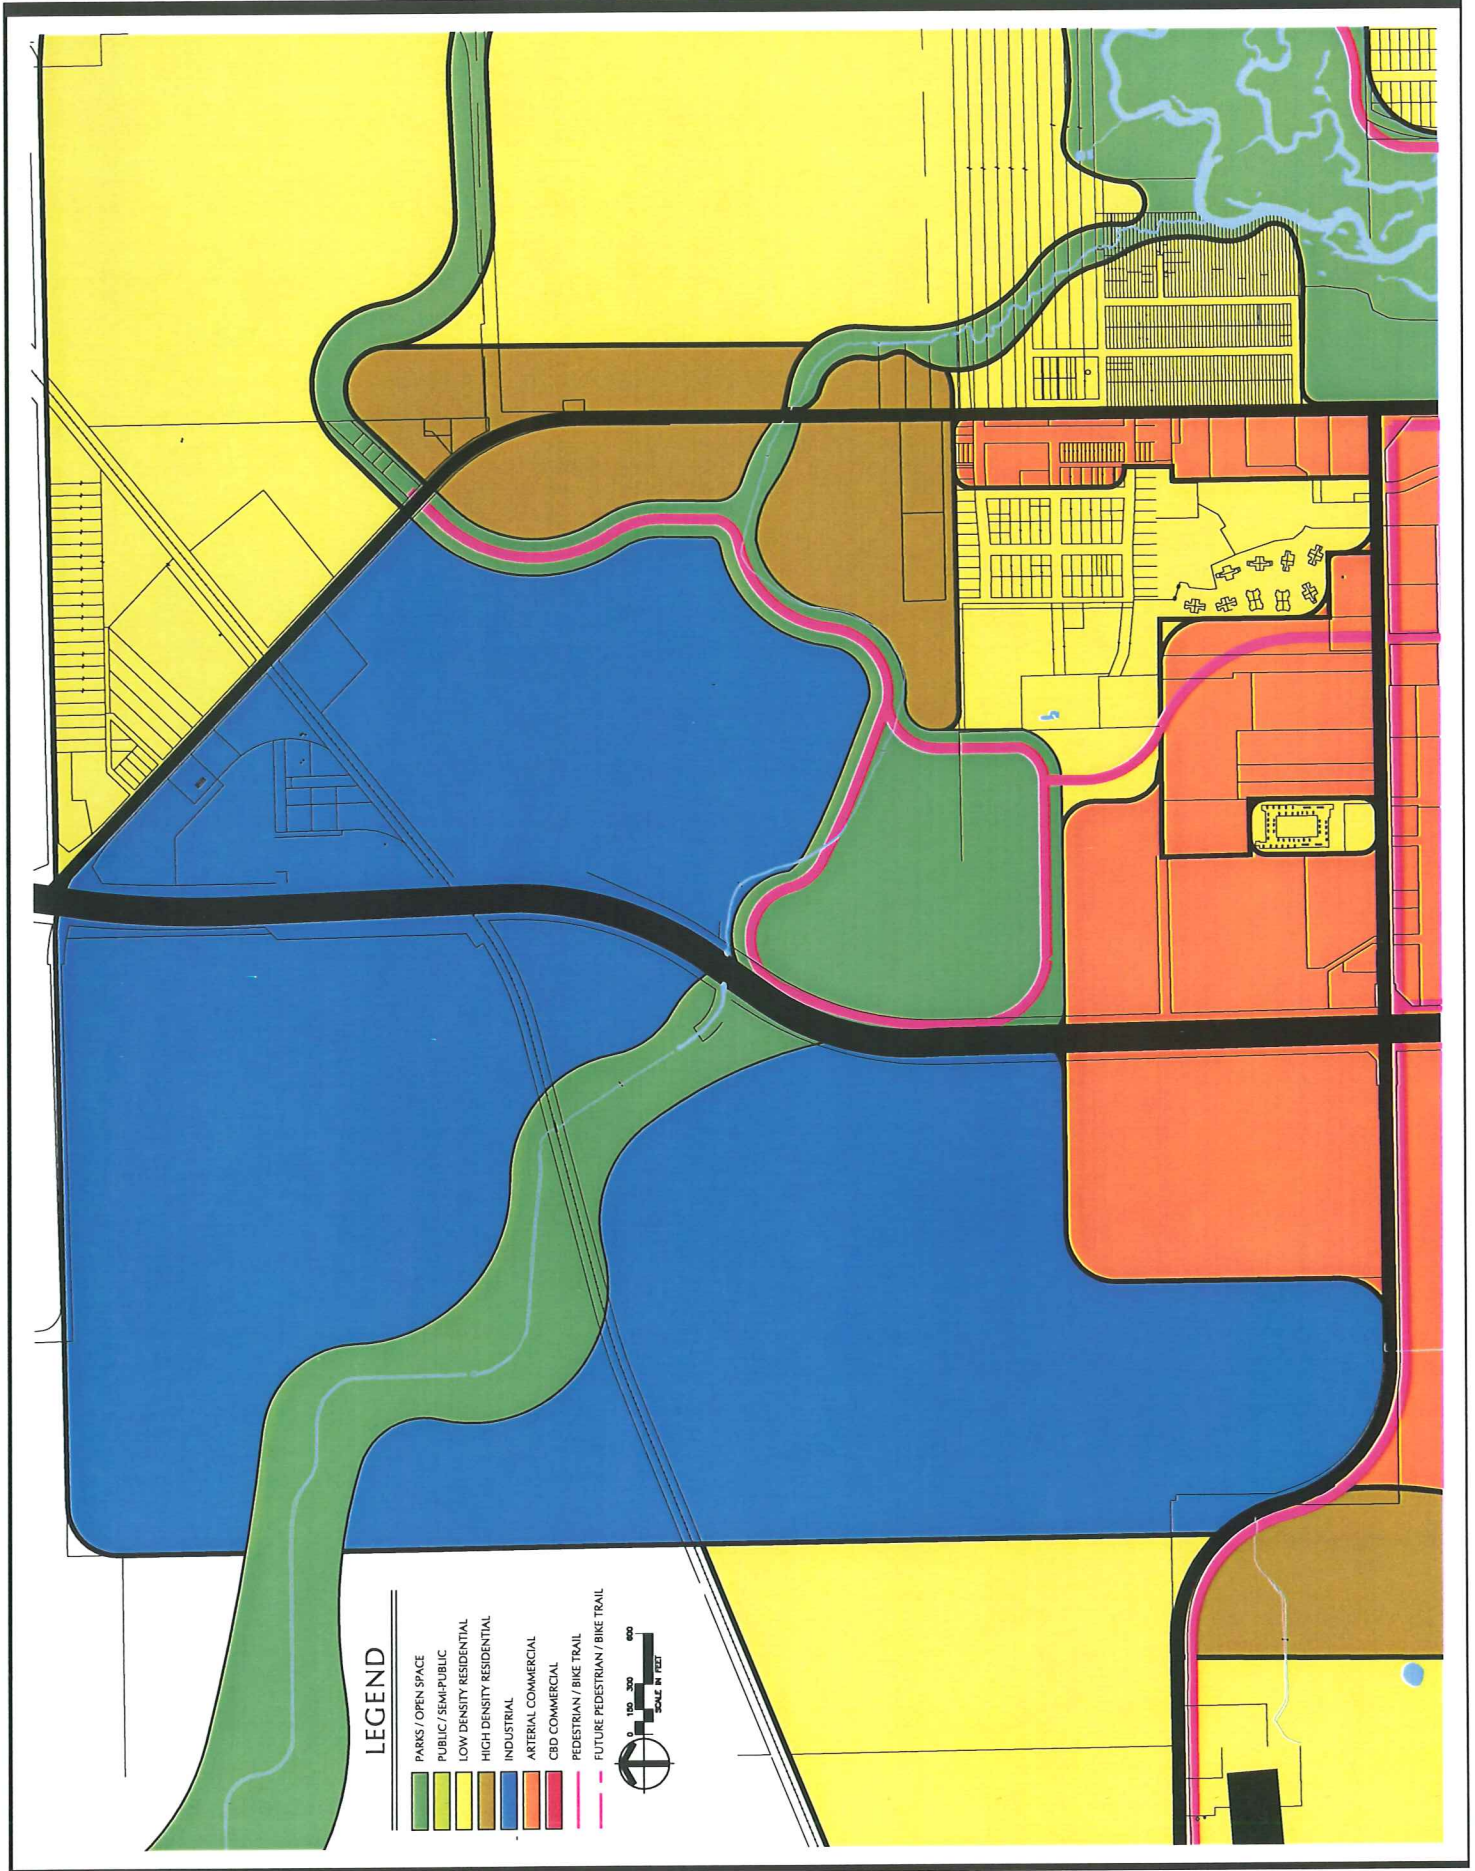 LEGEND
PARKS / OPEN SPACE
PUBLIC / SEMI-PUBLIC
LOW DENSITY RESIDENTIAL
HIGH DENSITY RESIDENTIAL
INDUSTRIAL
ARTERIAL COMMERCIAL
CBD COMMERCIAL
PEDESTRIAN / BIKE TRAIL
FUTURE PEDESTRIAN / BIKE TRAIL
0 150 300 600
SCALE IN FEET